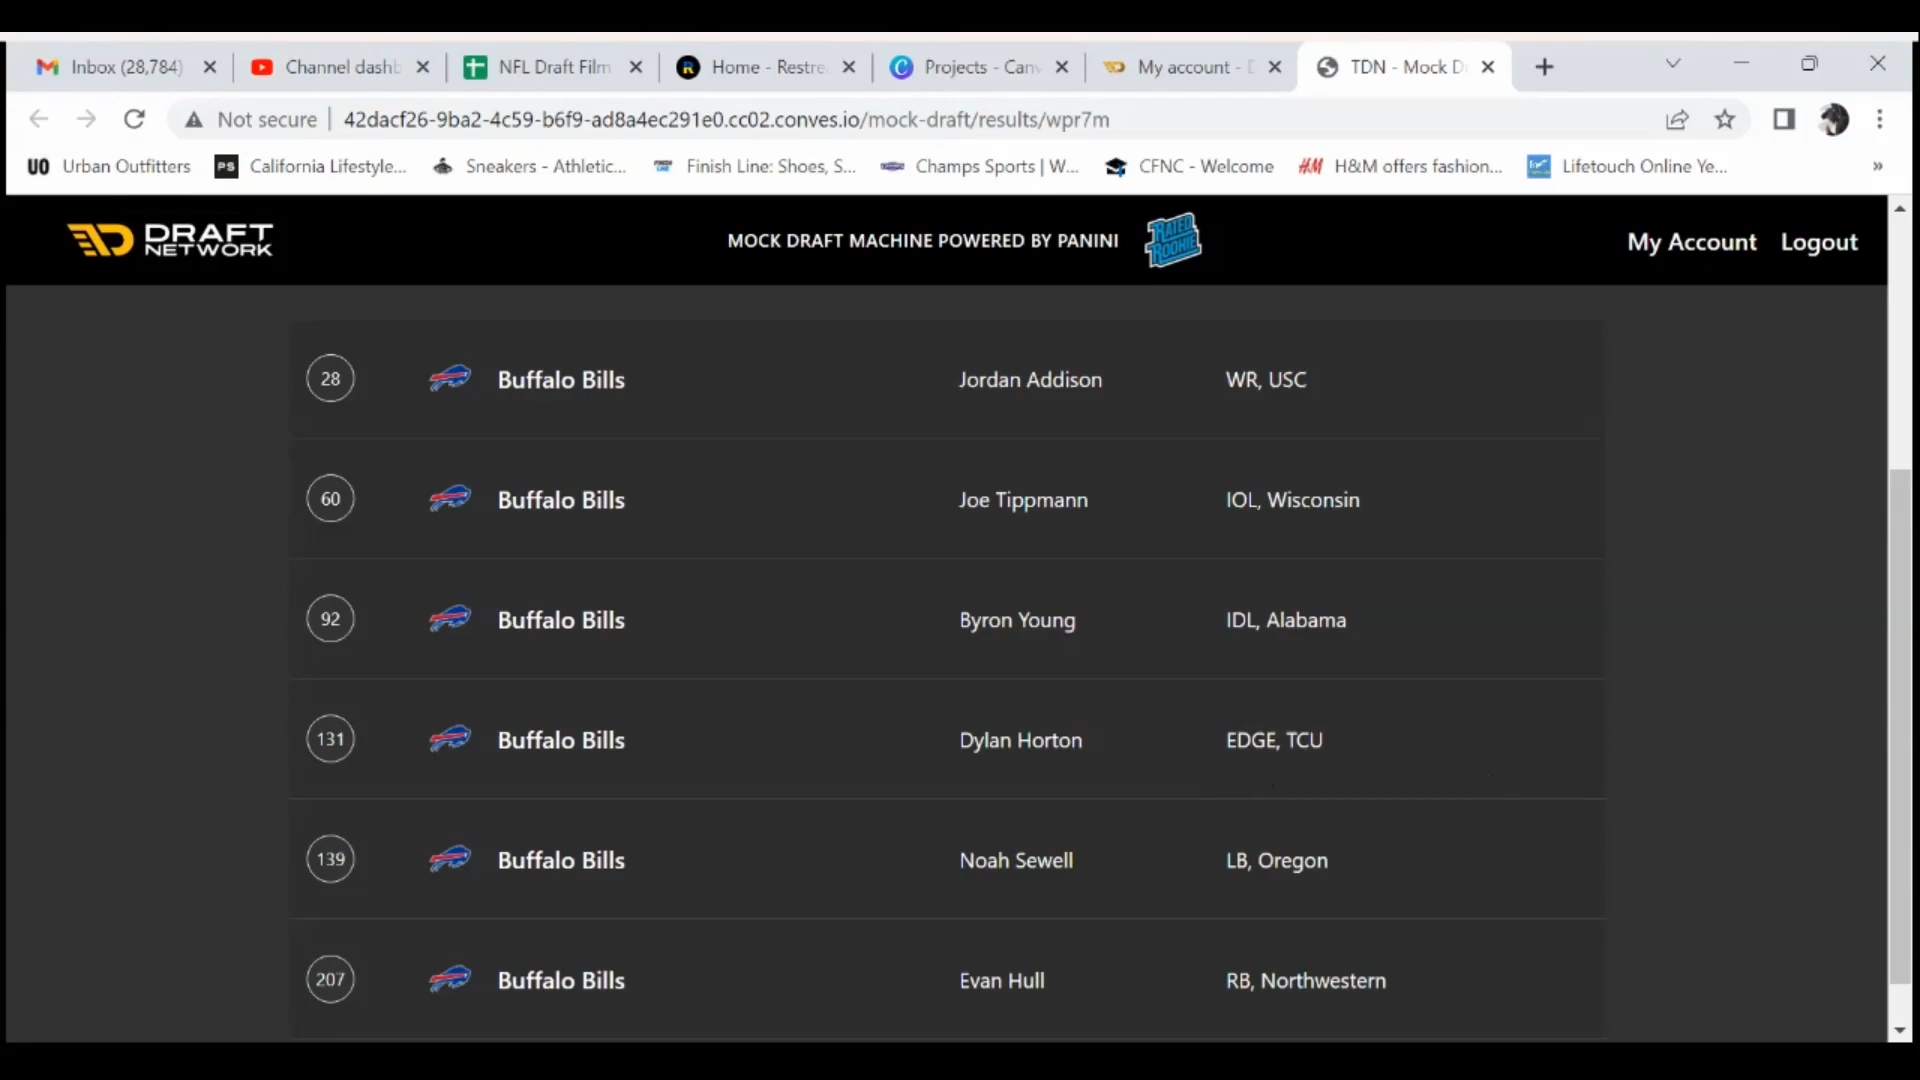 Inbox (28,784)
Channel dashb
NFL Draft Film
Home - Restre
Projects - Canv
My account - D
TDN - Mock D
Not secure
42dacf26-9ba2-4c59-b6f9-ad8a4ec291e0.cc02.conves.io/mock-draft/results/wpr7m
UO Urban Outfitters
PS California Lifestyle...
Sneakers - Athletic...
Finish Line: Shoes, S...
Champs Sports | W...
CFNC - Welcome
H&M H&M offers fashion...
Lifetouch Online Ye...
»
DRAFT
NETWORK
MOCK DRAFT MACHINE POWERED BY PANINI
RATED
ROOKIE
My Account
Logout
28 Buffalo Bills Jordan Addison WR, USC
60 Buffalo Bills Joe Tippmann IOL, Wisconsin
92 Buffalo Bills Byron Young IDL, Alabama
131 Buffalo Bills Dylan Horton EDGE, TCU
139 Buffalo Bills Noah Sewell LB, Oregon
207 Buffalo Bills Evan Hull RB, Northwestern